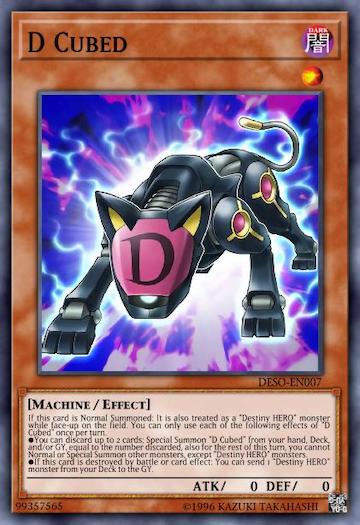 D CUBED
DARK
闇
D
DESO-EN007
[MACHINE / EFFECT]
If this card is Normal Summoned: It is also treated as a "Destiny HERO" monster
while face-up on the field. You can only use each of the following effects of "D
Cubed" once per turn.
●You can discard up to 2 cards; Special Summon "D Cubed" from your hand, Deck,
and/or GY, equal to the number discarded, also for the rest of this turn, you cannot
Normal or Special Summon other monsters, except "Destiny HERO" monsters.
●If this card is destroyed by battle or card effect: You can send 1 "Destiny HERO"
monster from your Deck to the GY.
ATK/ 0 DEF/ 0
99357565 ©1996 KAZUKI TAKAHASHI